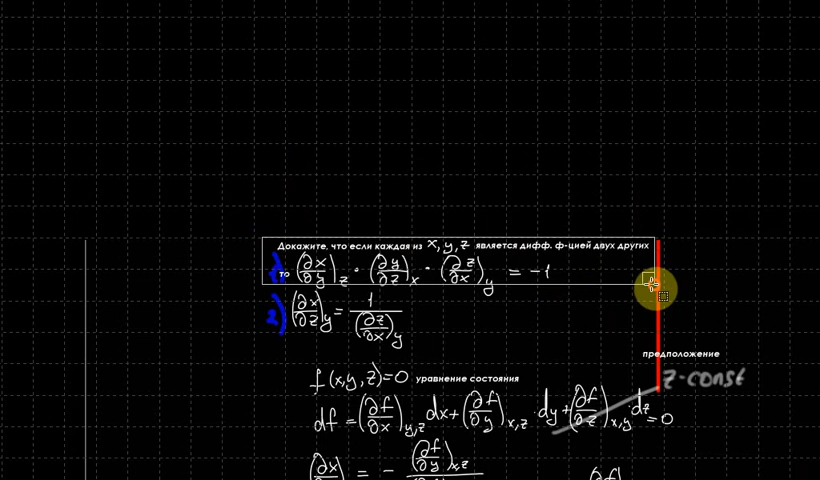 Докажите, что если каждая из x, y, z является дифф. ф-цией двух других
1) то (∂x/∂y)_z · (∂y/∂z)_x · (∂z/∂x)_y = -1
2) (∂x/∂z)_y = 1/(∂z/∂x)_y
предположение
z-const
f(x,y,z)=0 уравнение состояния
df = (∂f/∂x)_{y,z} dx + (∂f/∂y)_{x,z} · dy + (∂f/∂z)_{x,y} · dz = 0
(∂x/ = - (∂f/∂y)_{x,z}